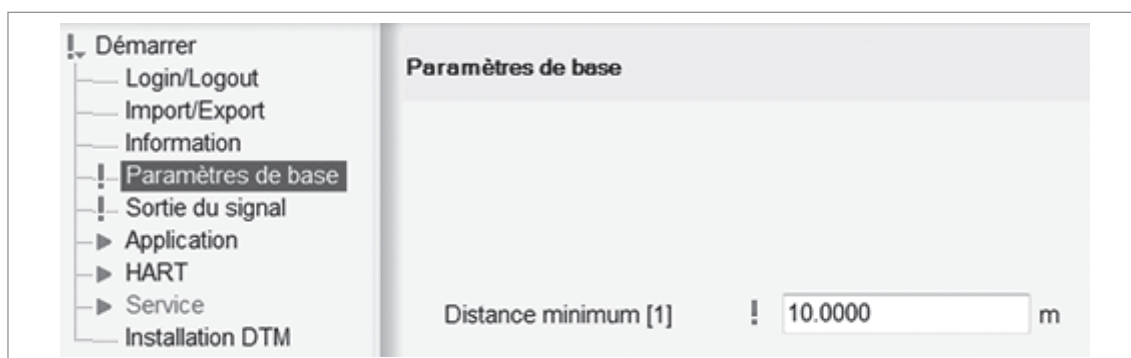 Démarrer
Login/Logout
Import/Export
Information
Paramètres de base
Sortie du signal
Application
HART
Service
Installation DTM
Paramètres de base
Distance minimum [1] ! 10.0000 m